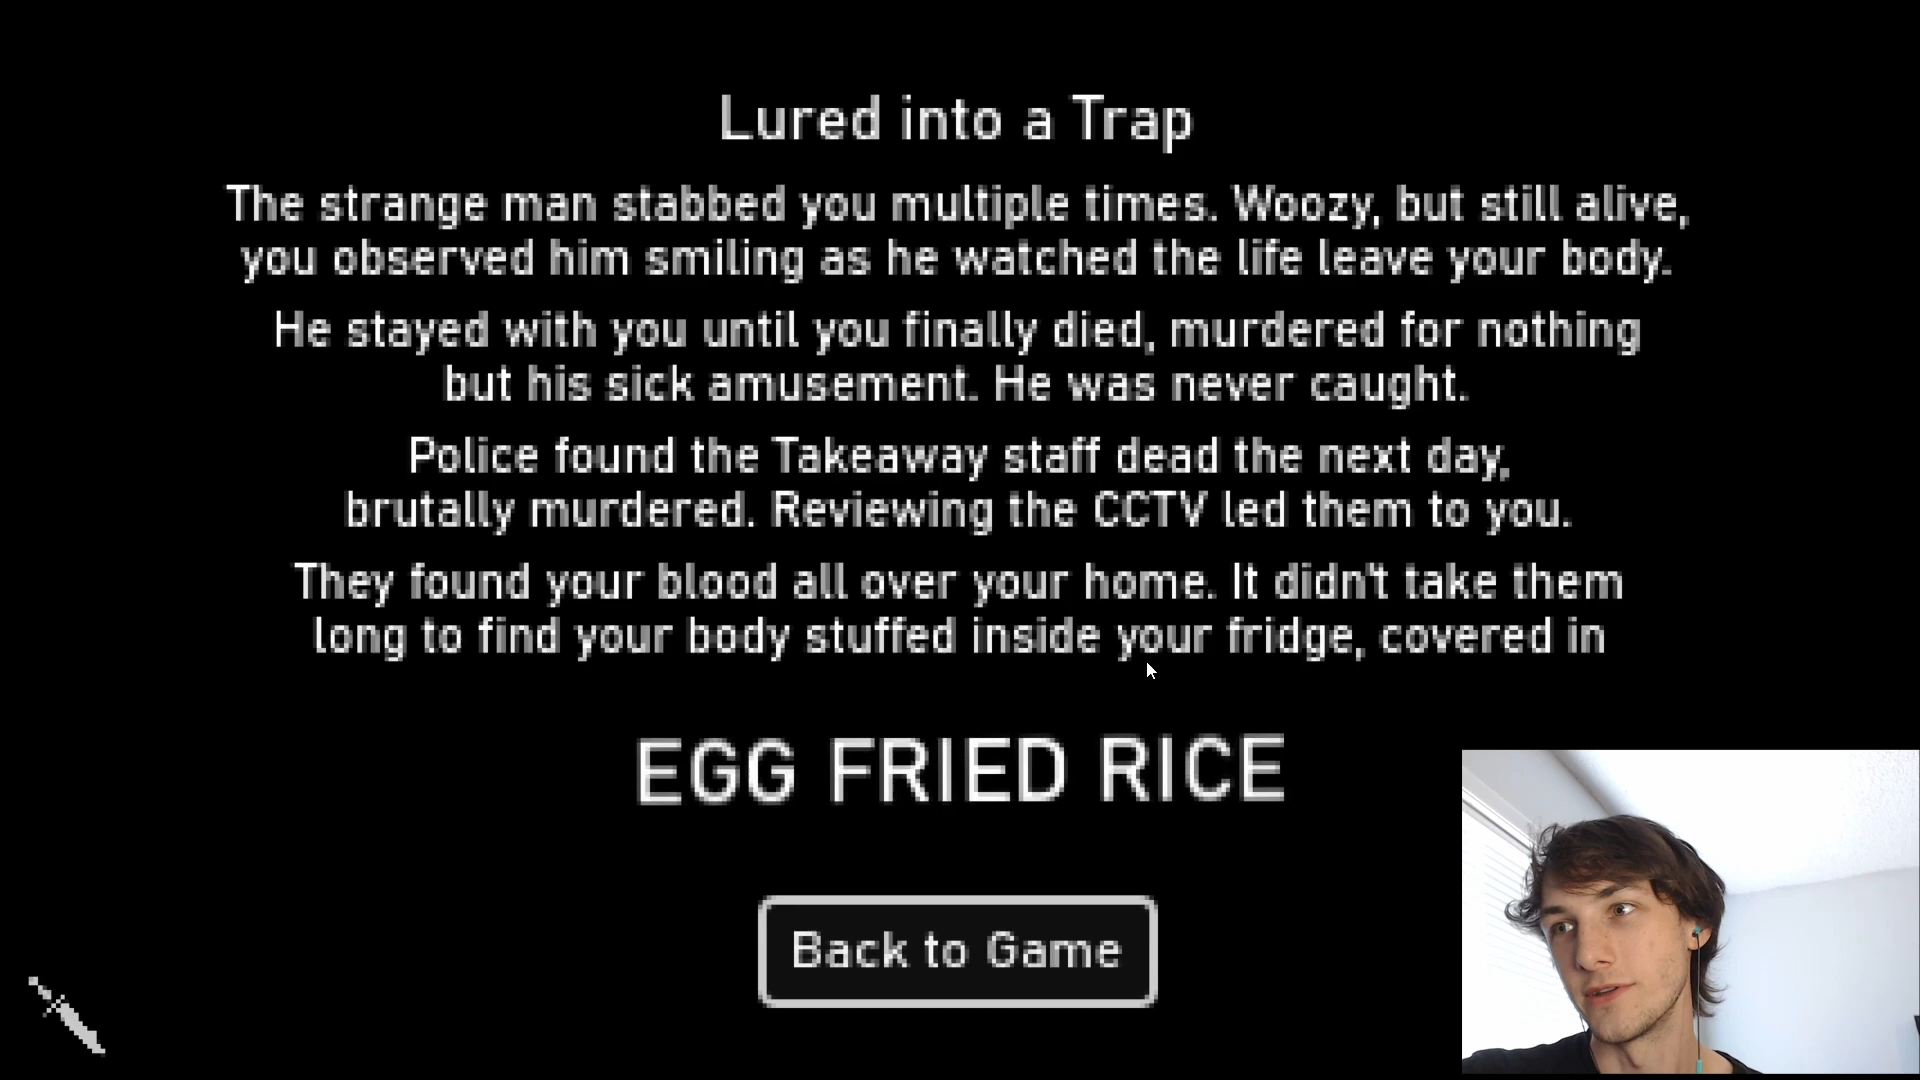 Lured into a Trap
The strange man stabbed you multiple times. Woozy, but still alive,
you observed him smiling as he watched the life leave your body.
He stayed with you until you finally died, murdered for nothing
but his sick amusement. He was never caught.
Police found the Takeaway staff dead the next day,
brutally murdered. Reviewing the CCTV led them to you.
They found your blood all over your home. It didn't take them
long to find your body stuffed inside your fridge, covered in
EGG FRIED RICE
Back to Game